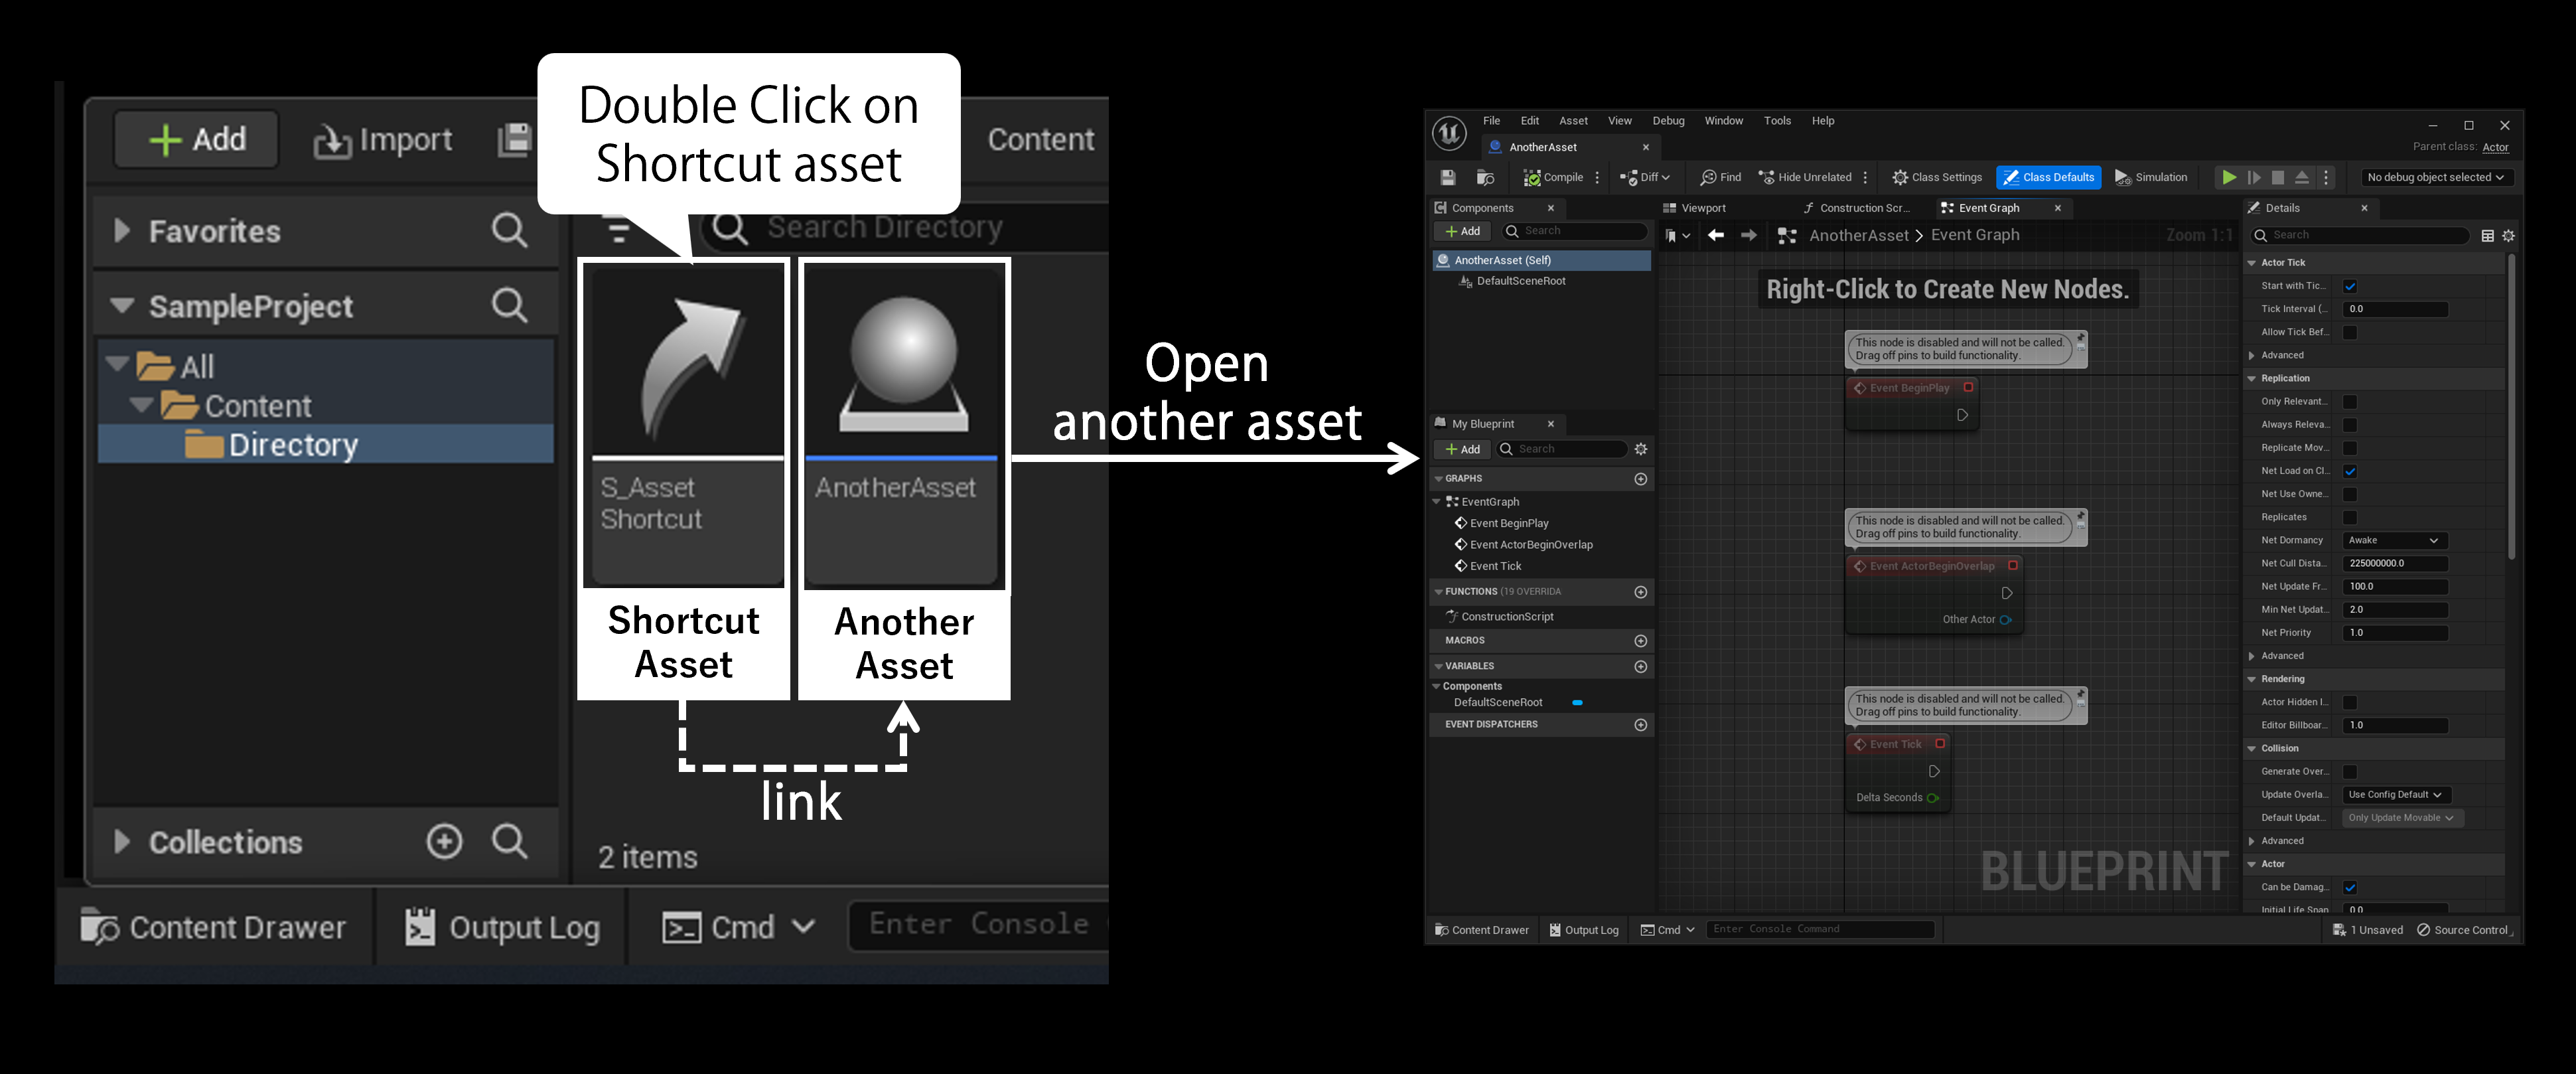 Double Click on
Shortcut asset
Add
Import
Content
Favorites
Search Directory
SampleProject
All
Content
Directory
S_Asset
Shortcut
AnotherAsset
Shortcut
Asset
Another
Asset
link
Collections
2 items
Content Drawer
Output Log
Cmd
Enter Console
Open
another asset
File Edit Asset View Debug Window Tools Help
AnotherAsset
Parent class: Actor
Compile
Diff
Find
Hide Unrelated
Class Settings
Class Defaults
Simulation
No debug object selected
Components
Add
Search
AnotherAsset (Self)
DefaultSceneRoot
My Blueprint
Add
Search
GRAPHS
EventGraph
Event BeginPlay
Event ActorBeginOverlap
Event Tick
FUNCTIONS (19 OVERRIDA
ConstructionScript
MACROS
VARIABLES
Components
DefaultSceneRoot
EVENT DISPATCHERS
Viewport
Construction Scr...
Event Graph
AnotherAsset > Event Graph
Zoom 1:1
Right-Click to Create New Nodes.
This node is disabled and will not be called.
Drag off pins to build functionality.
Event BeginPlay
This node is disabled and will not be called.
Drag off pins to build functionality.
Event ActorBeginOverlap
Other Actor
This node is disabled and will not be called.
Drag off pins to build functionality.
Event Tick
Delta Seconds
BLUEPRINT
Details
Search
Actor Tick
Start with Tic...
Tick Interval (... 0.0
Allow Tick Bef...
Advanced
Replication
Only Relevant...
Always Releva...
Replicate Mov...
Net Load on Cl...
Net Use Owne...
Replicates
Net Dormancy Awake
Net Cull Dista... 225000000.0
Net Update Fr... 100.0
Min Net Updat... 2.0
Net Priority 1.0
Advanced
Rendering
Actor Hidden I...
Editor Billboar... 1.0
Collision
Generate Over...
Update Overla... Use Config Default
Default Updat... Only Update Movable
Advanced
Actor
Can be Damag...
Initial Life Span 0.0
Content Drawer
Output Log
Cmd
Enter Console Command
1 Unsaved
Source Control